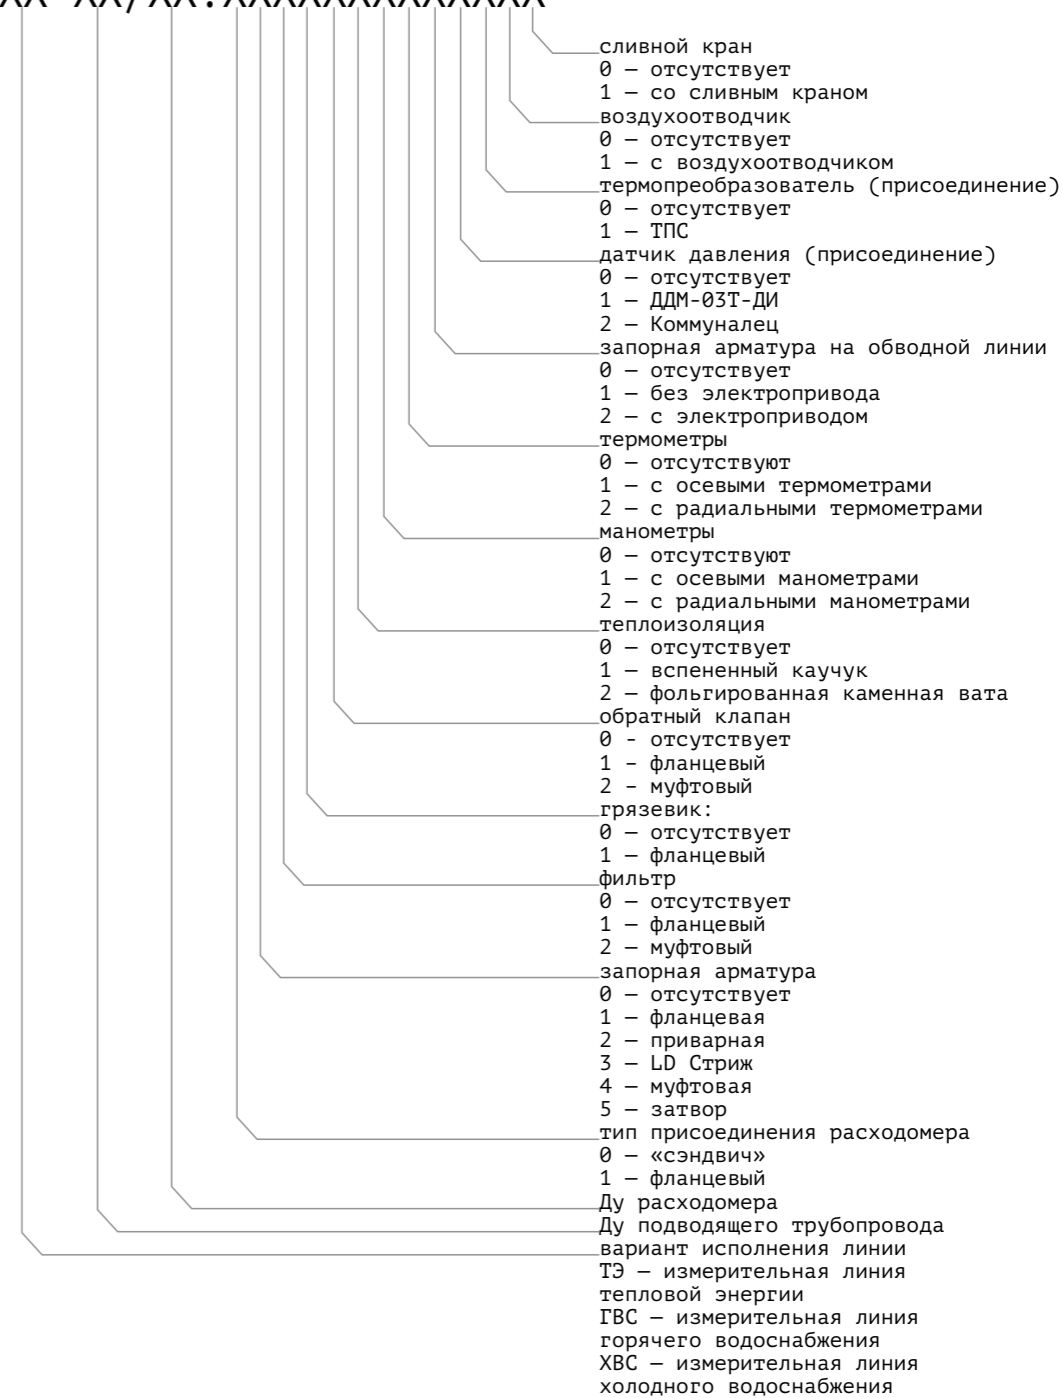 сливной кран
0 — отсутствует
1 — со сливным краном
воздухоотводчик
0 — отсутствует
1 — с воздухоотводчиком
термопреобразователь (присоединение)
0 — отсутствует
1 — ТПС
датчик давления (присоединение)
0 — отсутствует
1 — ДДМ-03Т-ДИ
2 — Коммуналец
запорная арматура на обводной линии
0 — отсутствует
1 — без электропривода
2 — с электроприводом
термометры
0 — отсутствуют
1 — с осевыми термометрами
2 — с радиальными термометрами
манометры
0 — отсутствуют
1 — с осевыми манометрами
2 — с радиальными манометрами
теплоизоляция
0 — отсутствует
1 — вспененный каучук
2 — фольгированная каменная вата
обратный клапан
0 - отсутствует
1 – фланцевый
2 – муфтовый
грязевик:
0 — отсутствует
1 — фланцевый
фильтр
0 — отсутствует
1 — фланцевый
2 — муфтовый
запорная арматура
0 — отсутствует
1 — фланцевая
2 — приварная
3 — LD Стриж
4 — муфтовая
5 — затвор
тип присоединения расходомера
0 — «сэндвич»
1 — фланцевый
Ду расходомера
Ду подводящего трубопровода
вариант исполнения линии
ТЭ — измерительная линия
тепловой энергии
ГВС — измерительная линия
горячего водоснабжения
ХВС — измерительная линия
холодного водоснабжения